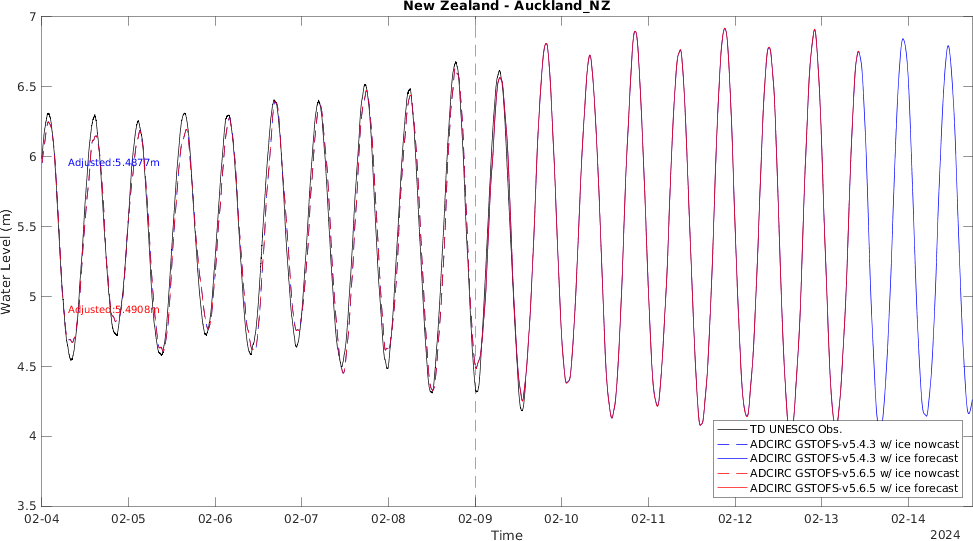 New Zealand - Auckland_NZ
7
6.5
6
5.5
5
4.5
4
3.5
Water Level (m)
Adjusted:5.4877m
Adjusted:5.4908m
TD UNESCO Obs.
ADCIRC GSTOFS-v5.4.3 w/ ice nowcast
ADCIRC GSTOFS-v5.4.3 w/ ice forecast
ADCIRC GSTOFS-v5.6.5 w/ ice nowcast
ADCIRC GSTOFS-v5.6.5 w/ ice forecast
02-04 02-05 02-06 02-07 02-08 02-09 02-10 02-11 02-12 02-13 02-14
Time
2024